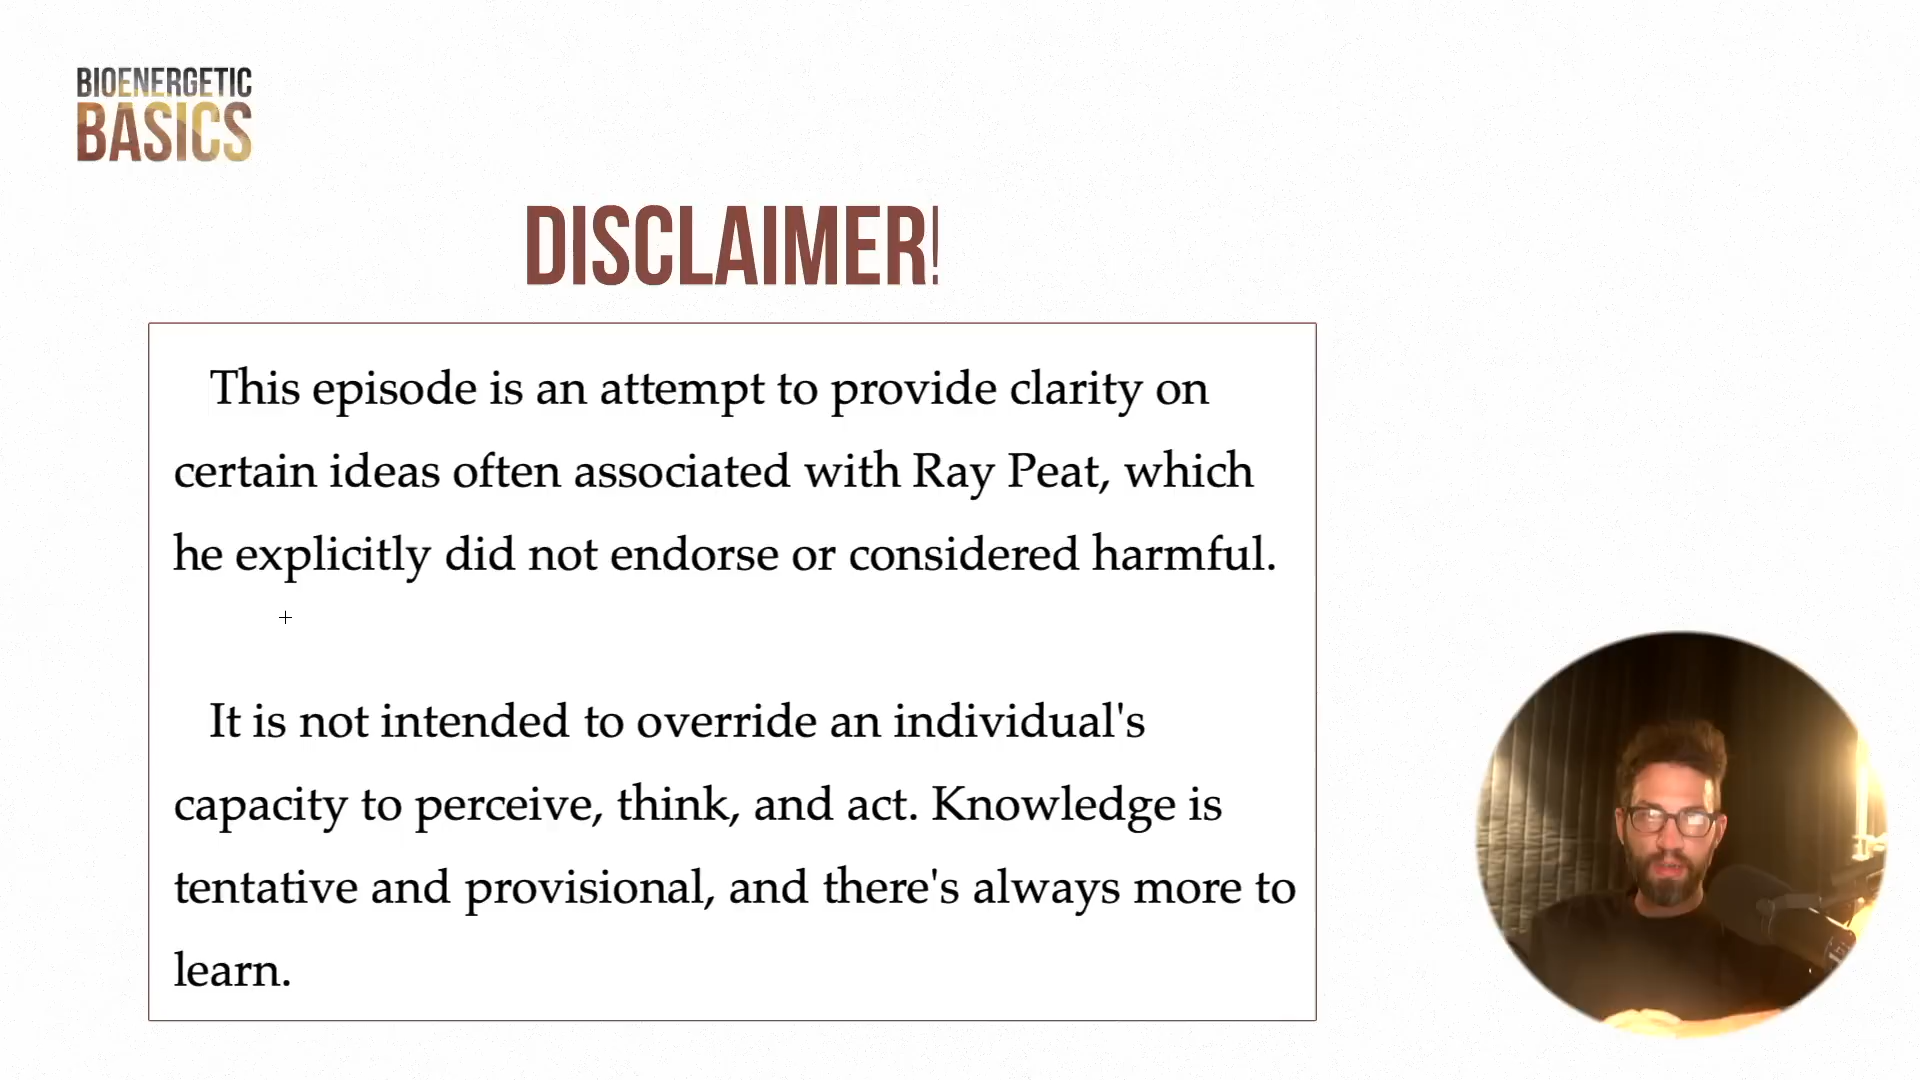 BIOENERGETIC
BASICS
DISCLAIMER!
This episode is an attempt to provide clarity on
certain ideas often associated with Ray Peat, which
he explicitly did not endorse or considered harmful.
It is not intended to override an individual's
capacity to perceive, think, and act. Knowledge is
tentative and provisional, and there's always more to
learn.